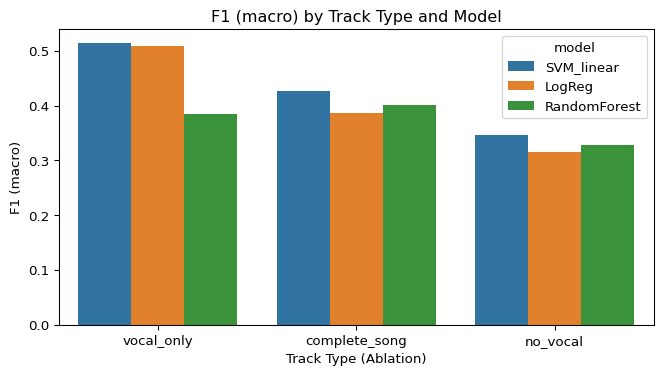 F1 (macro) by Track Type and Model
model
SVM_linear
LogReg
RandomForest
F1 (macro)
0.5
0.4
0.3
0.2
0.1
0.0
vocal_only complete_song no_vocal
Track Type (Ablation)